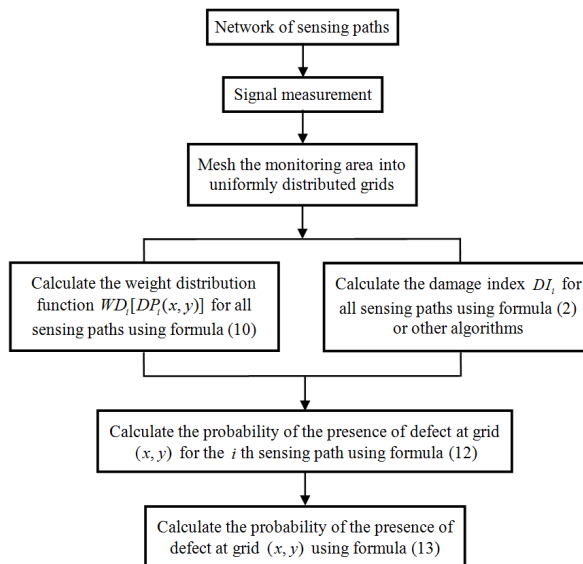 Network of sensing paths
Signal measurement
Mesh the monitoring area into
uniformly distributed grids
Calculate the weight distribution
function WD_i[DP_i(x, y)] for all
sensing paths using formula (10)
Calculate the damage index DI_i for
all sensing paths using formula (2)
or other algorithms
Calculate the probability of the presence of defect at grid
(x, y) for the i th sensing path using formula (12)
Calculate the probability of the presence of
defect at grid (x, y) using formula (13)